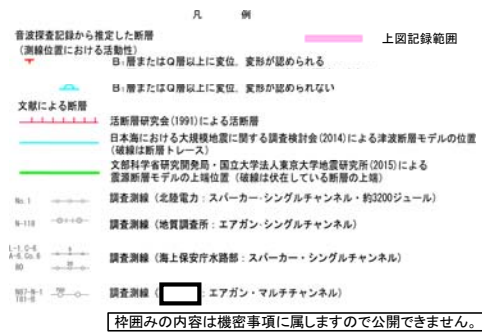 凡 例
音波探査記録から推定した断層
(測線位置における活動性)
上図記録範囲
B₁層またはQ層以上に変位、変形が認められる
B₁層またはQ層以上に変位、変形が認められない
文献による断層
活断層研究会(1991)による活断層
日本海における大規模地震に関する調査検討会(2014)による津波断層モデルの位置
(破線は断層トレース)
文部科学省研究開発局・国立大学法人東京大学地震研究所(2015)による
震源断層モデルの上端位置(破線は伏在している断層の上端)
No.1 調査測線(北陸電力:スパーカー・シングルチャンネル・約3200ジュール)
N-118 調査測線(地質調査所:エアガン・シングルチャンネル)
L-1,C-6
A-6,Co.6
8D
調査測線(海上保安庁水路部:スパーカー・シングルチャンネル)
N07-N-1
調査測線( :エアガン・マルチチャンネル)
枠囲みの内容は機密事項に属しますので公開できません。